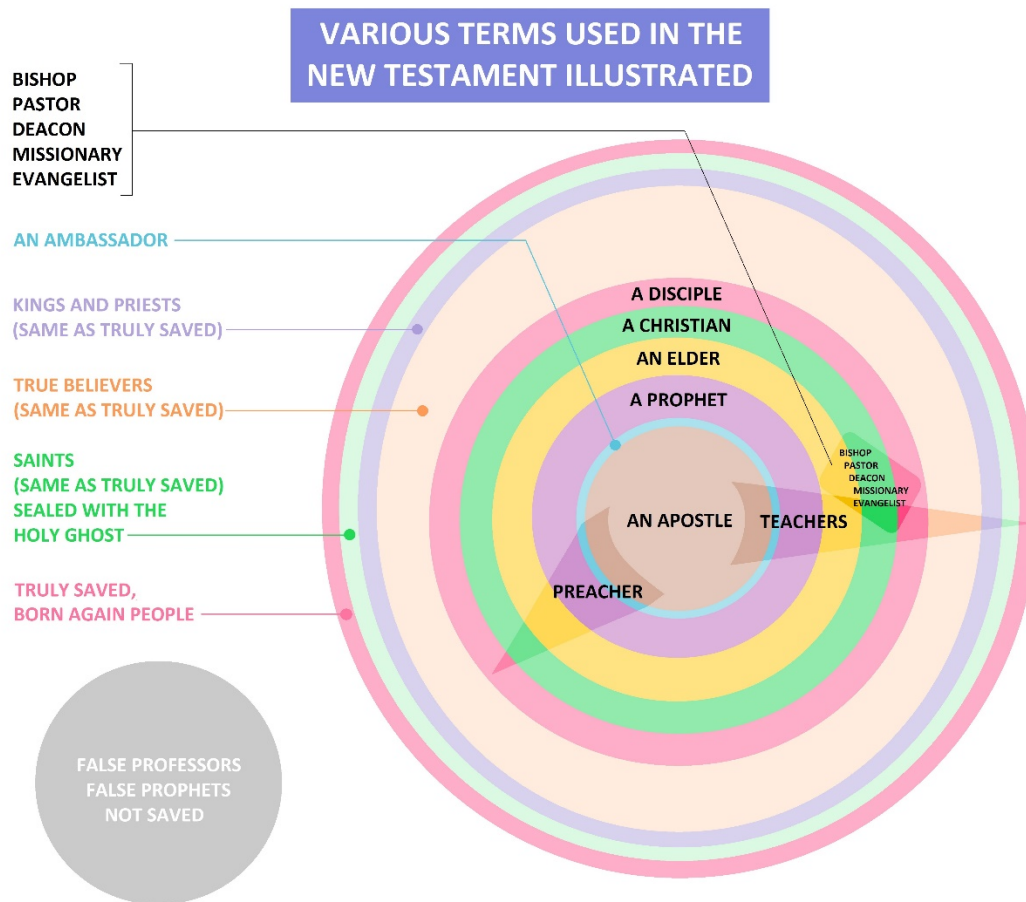 VARIOUS TERMS USED IN THE
NEW TESTAMENT ILLUSTRATED
BISHOP
PASTOR
DEACON
MISSIONARY
EVANGELIST
AN AMBASSADOR
KINGS AND PRIESTS
(SAME AS TRULY SAVED)
TRUE BELIEVERS
(SAME AS TRULY SAVED)
SAINTS
(SAME AS TRULY SAVED)
SEALED WITH THE
HOLY GHOST
TRULY SAVED,
BORN AGAIN PEOPLE
A DISCIPLE
A CHRISTIAN
AN ELDER
A PROPHET
BISHOP
PASTOR
DEACON
MISSIONARY
EVANGELIST
AN APOSTLE
TEACHERS
PREACHER
FALSE PROFESSORS
FALSE PROPHETS
NOT SAVED